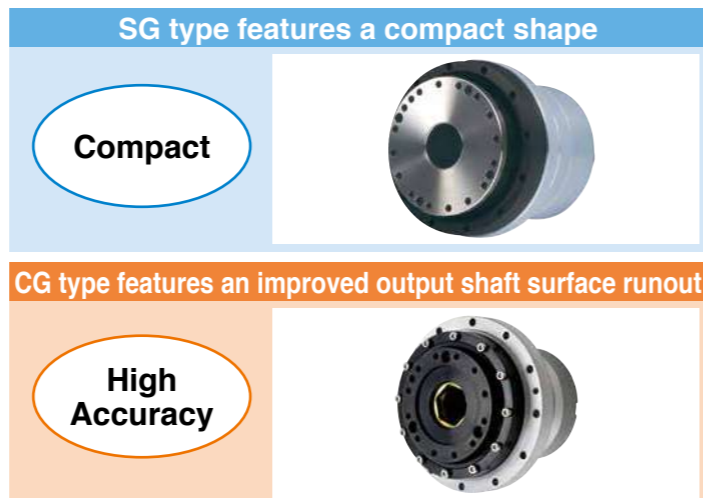 SG type features a compact shape
Compact
CG type features an improved output shaft surface runout
High
Accuracy